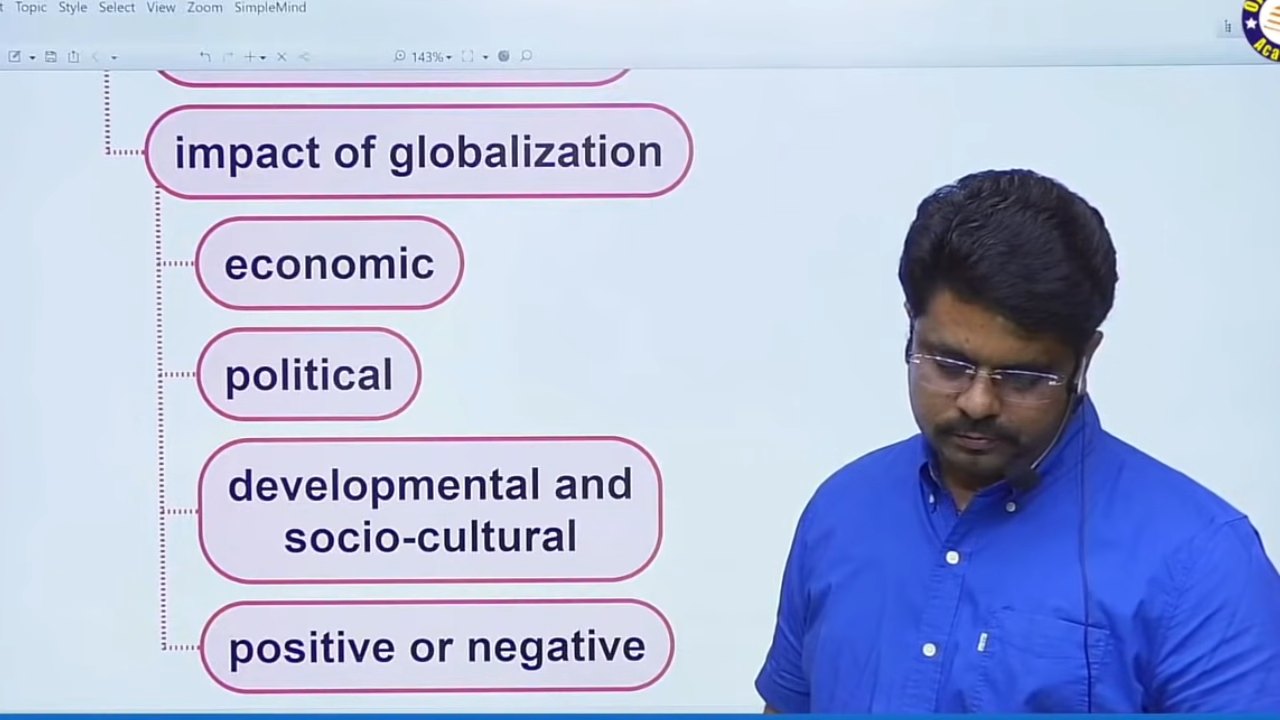 Topic Style Select View Zoom SimpleMind
143%
impact of globalization
economic
political
developmental and
socio-cultural
positive or negative